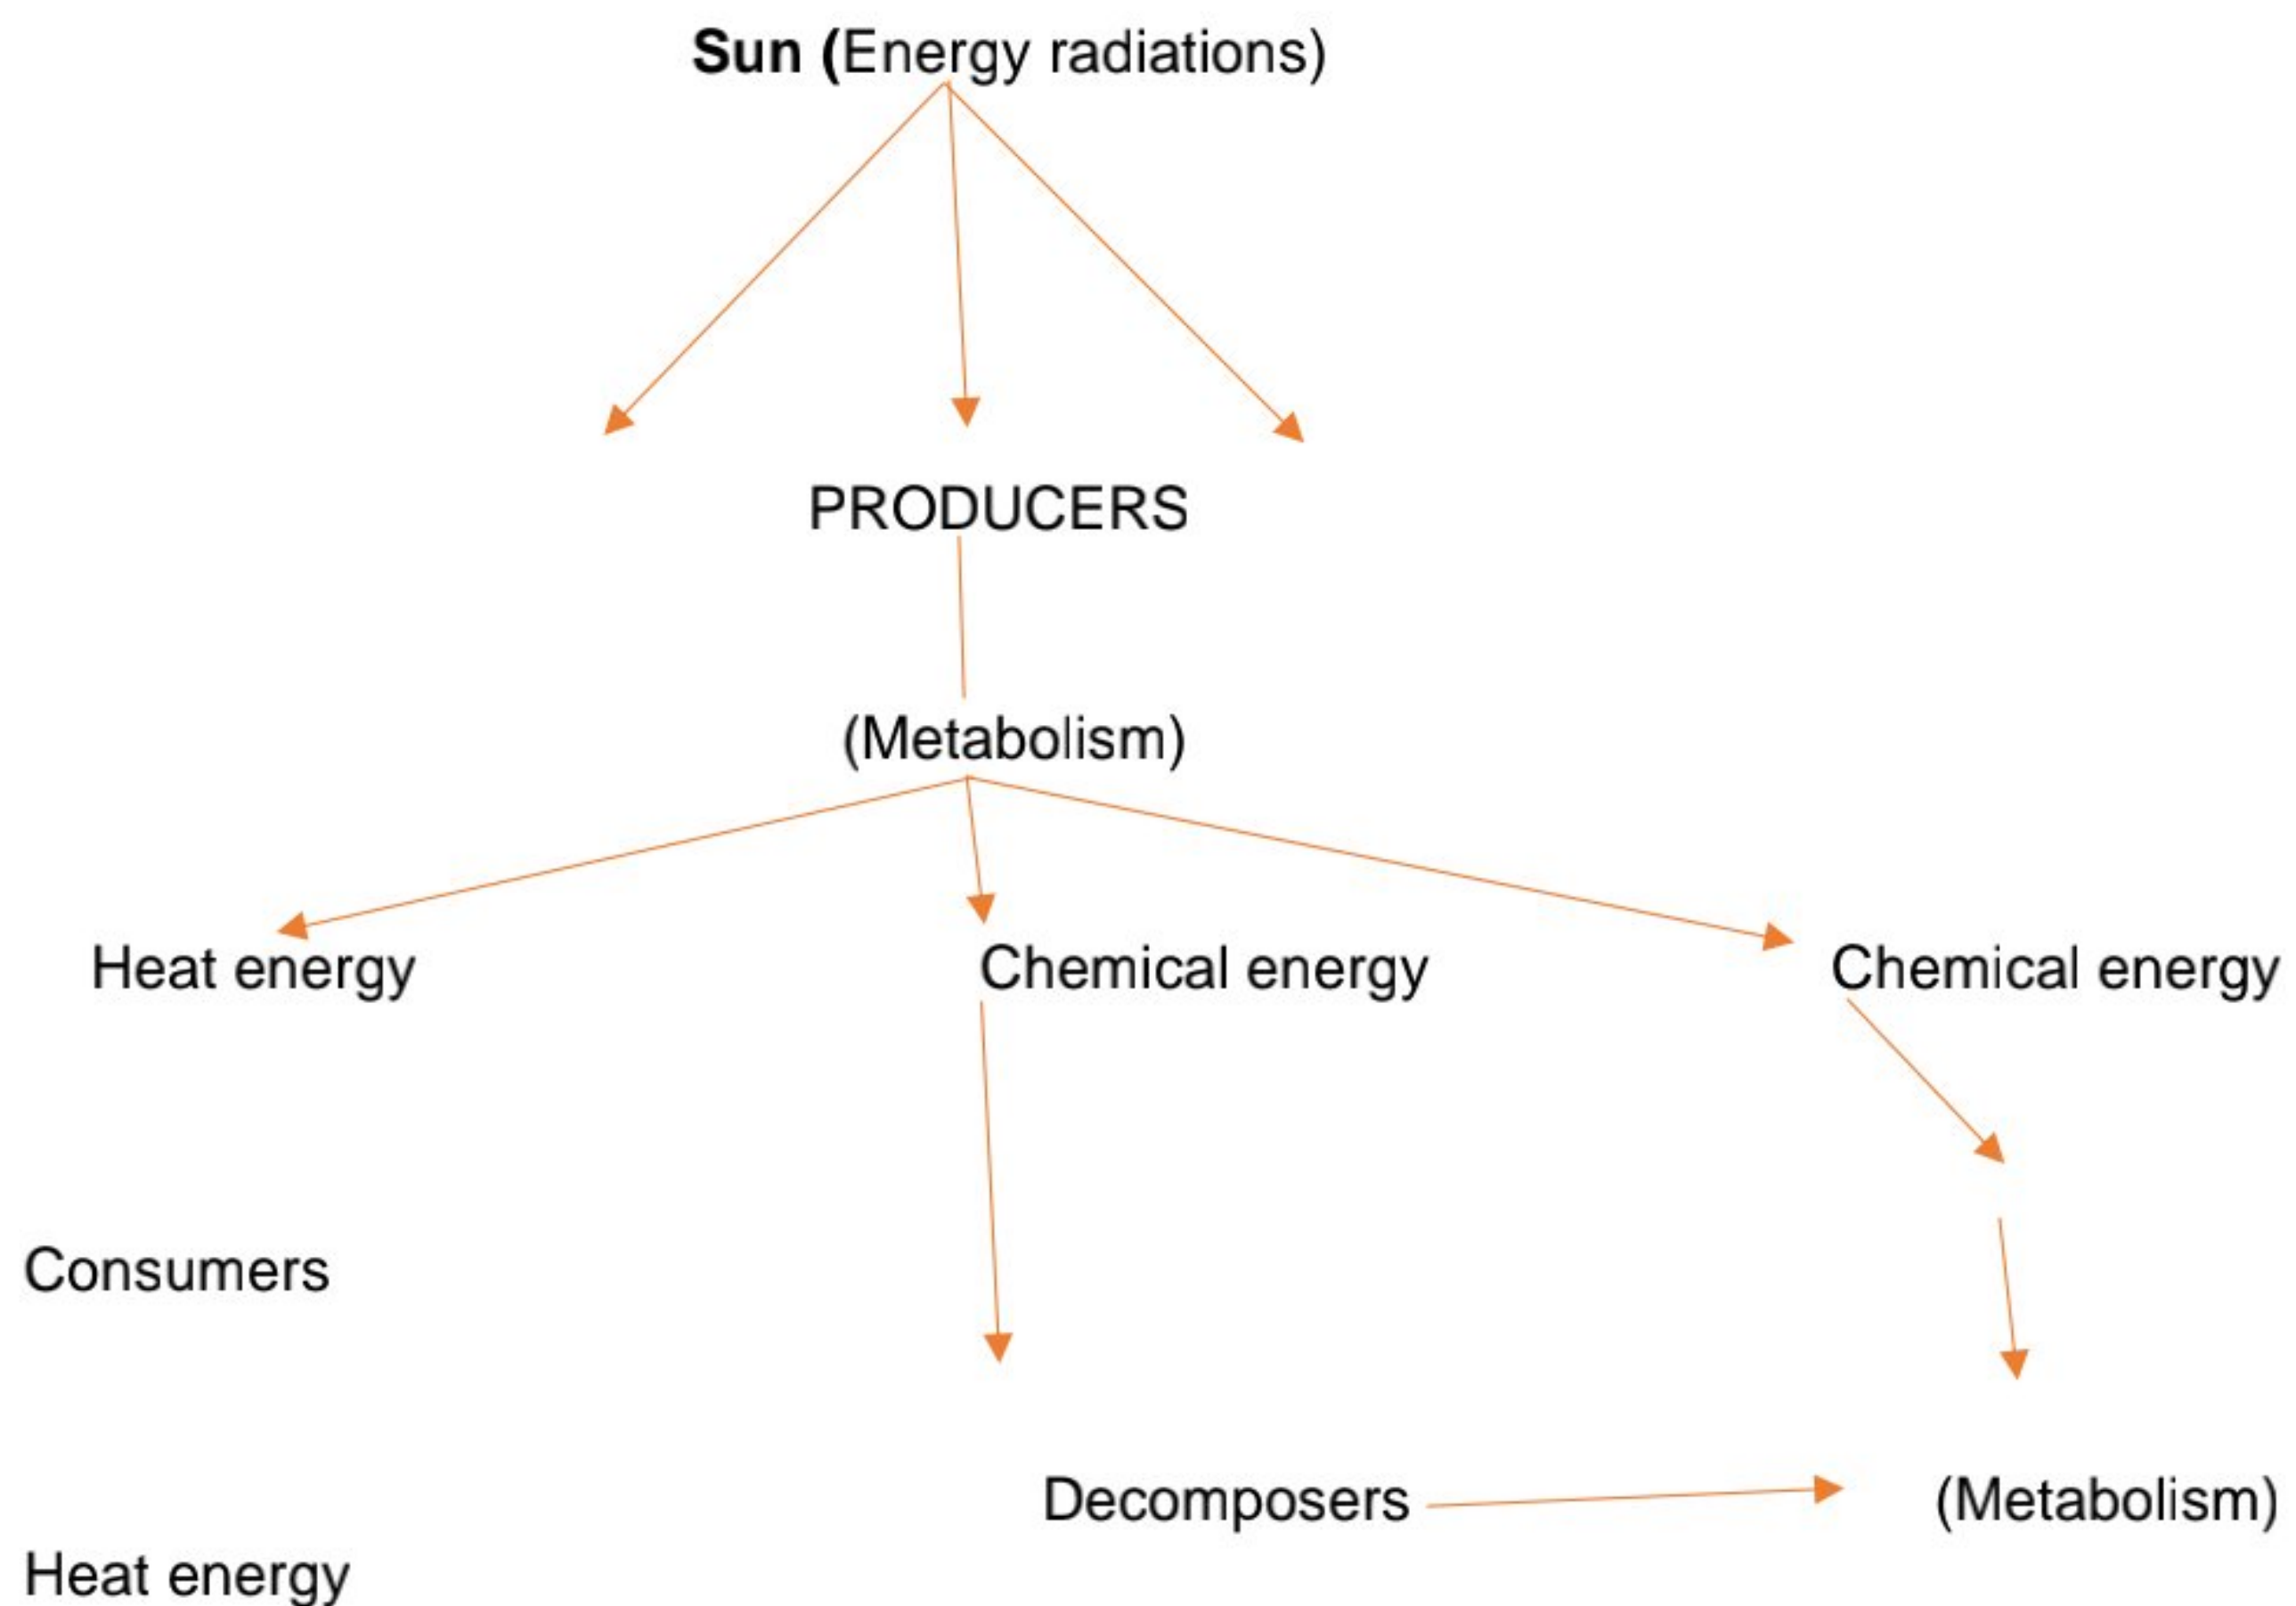 Sun (Energy radiations)
PRODUCERS
(Metabolism)
Heat energy
Chemical energy
Chemical energy
Consumers
Decomposers
(Metabolism)
Heat energy